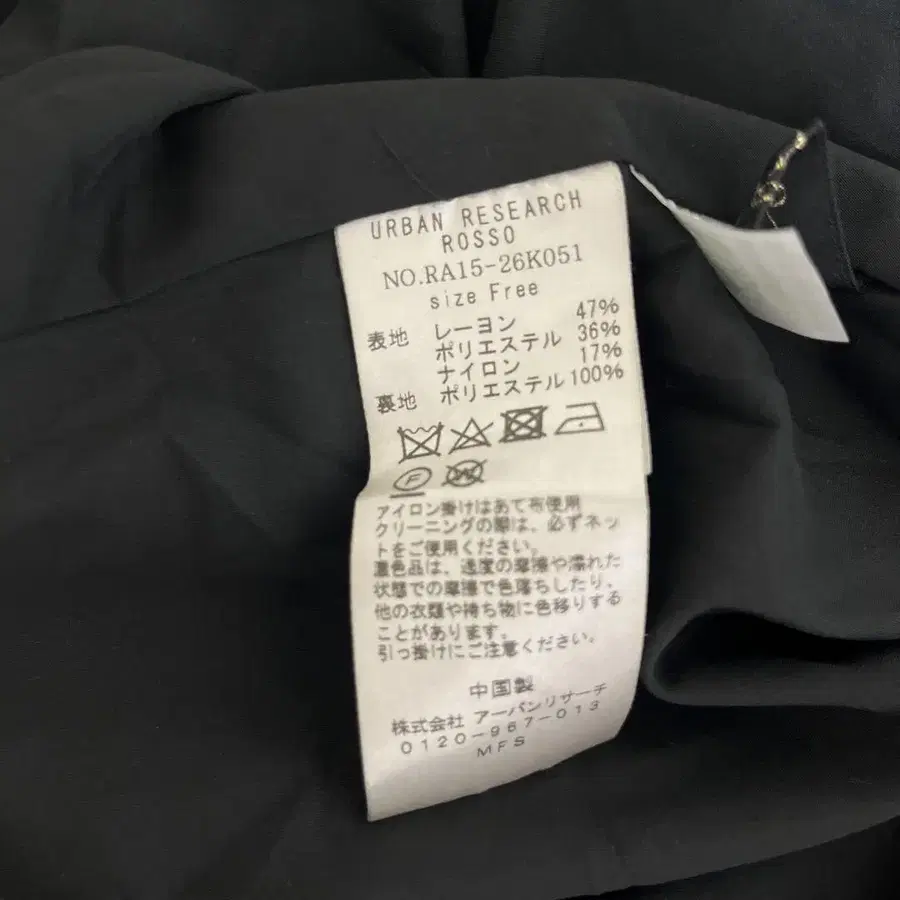 URBAN RESEARCH
ROSSO
NO.RA15-26K051
size Free
表地 レーヨン 47%
ポリエステル 36%
ナイロン 17%
裏地 ポリエステル 100%
F
W
アイロン掛けはあて布使用
クリーニングの際は、必ずネッ
トをご使用ください。
濃色品は、過度の摩擦や濡れた
状態での摩擦で色落ちしたり、
他の衣類や持ち物に色移りする
ことがあります。
引っ掛けにご注意ください。
中国製
株式会社 アーバンリサーチ
0120-967-013
MFS